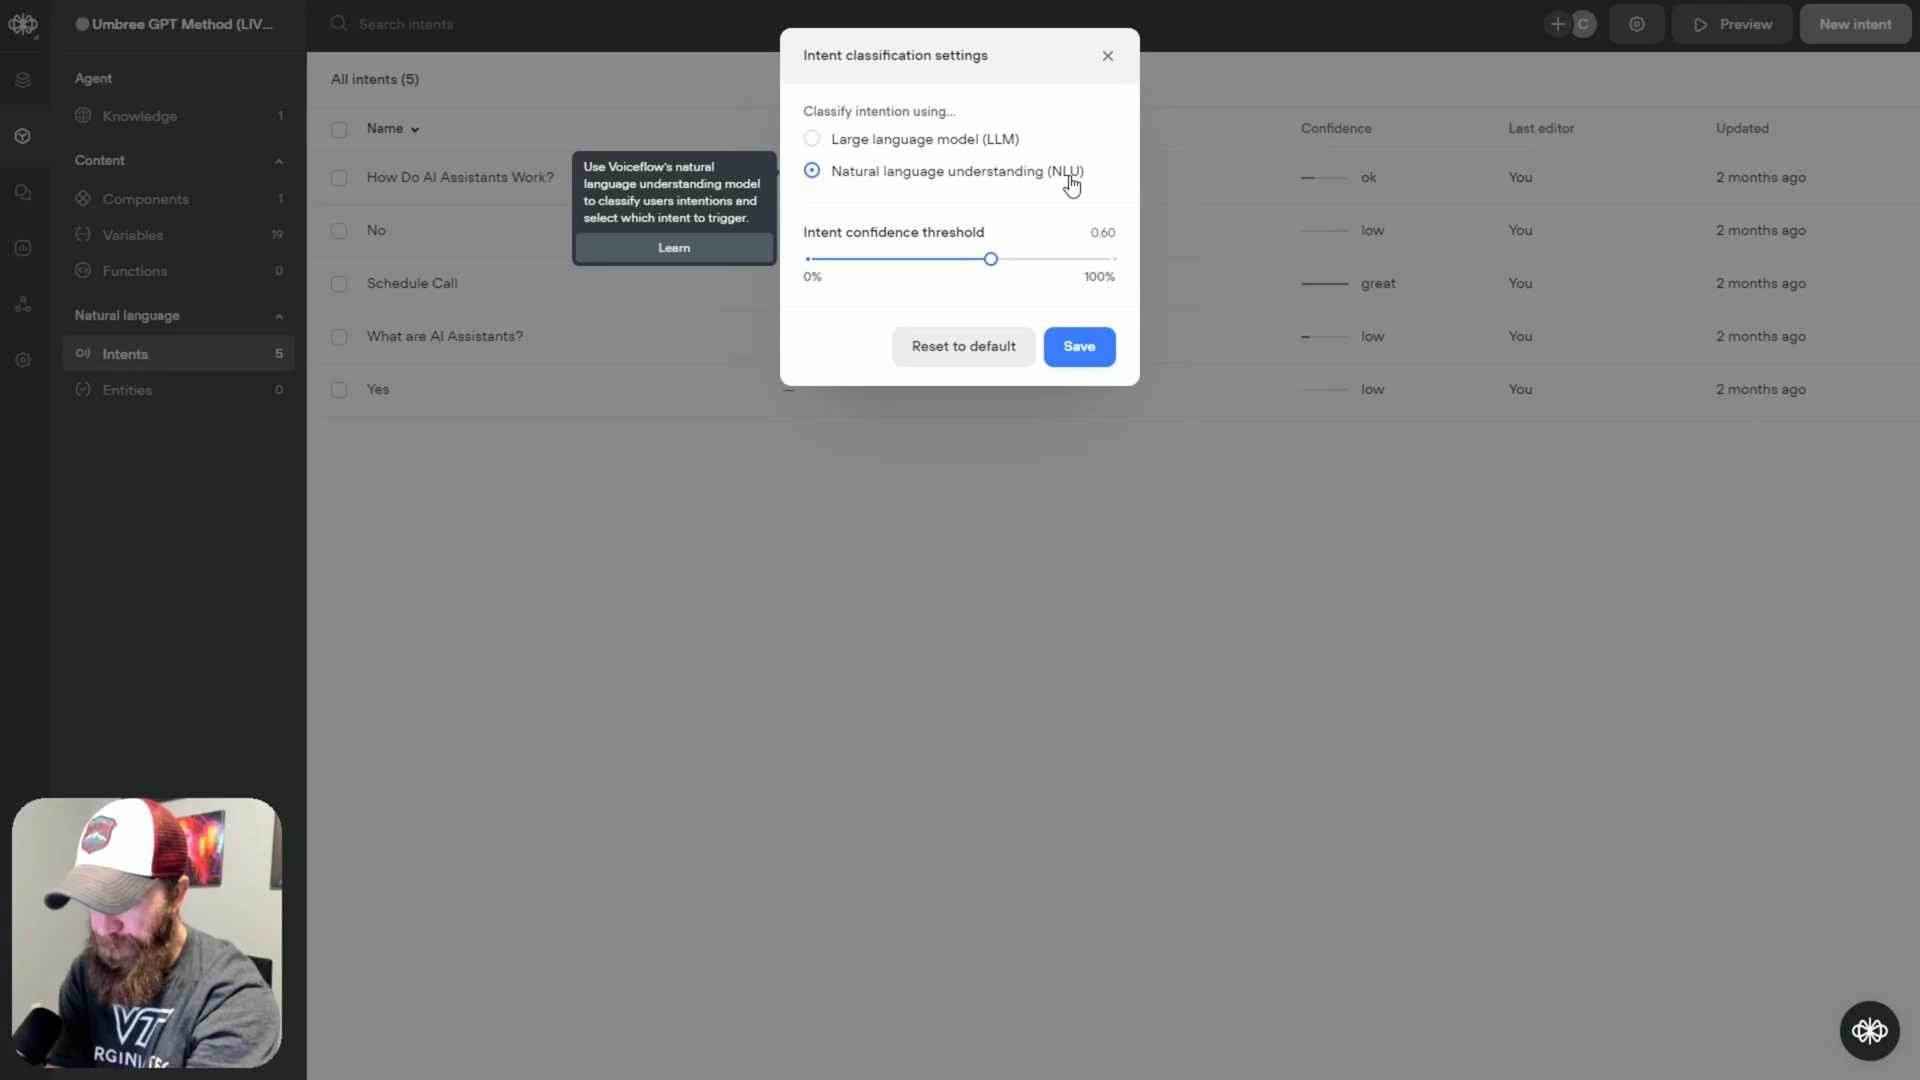 Umbree GPT Method (LIV...
Search intents
C
Preview
New intent
Agent
Knowledge 1
Content
Components 1
Variables 19
Functions 0
Natural language
Intents 5
Entities 0
All intents (5)
Name
Confidence
Last editor
Updated
How Do AI Assistants Work?
ok
You
2 months ago
No
low
You
2 months ago
Schedule Call
great
You
2 months ago
What are AI Assistants?
low
You
2 months ago
Yes
—
low
You
2 months ago
Use Voiceflow's natural
language understanding model
to classify users intentions and
select which intent to trigger.
Learn
Intent classification settings
Classify intention using...
Large language model (LLM)
Natural language understanding (NLU)
Intent confidence threshold 0.60
0% 100%
Reset to default
Save
VT